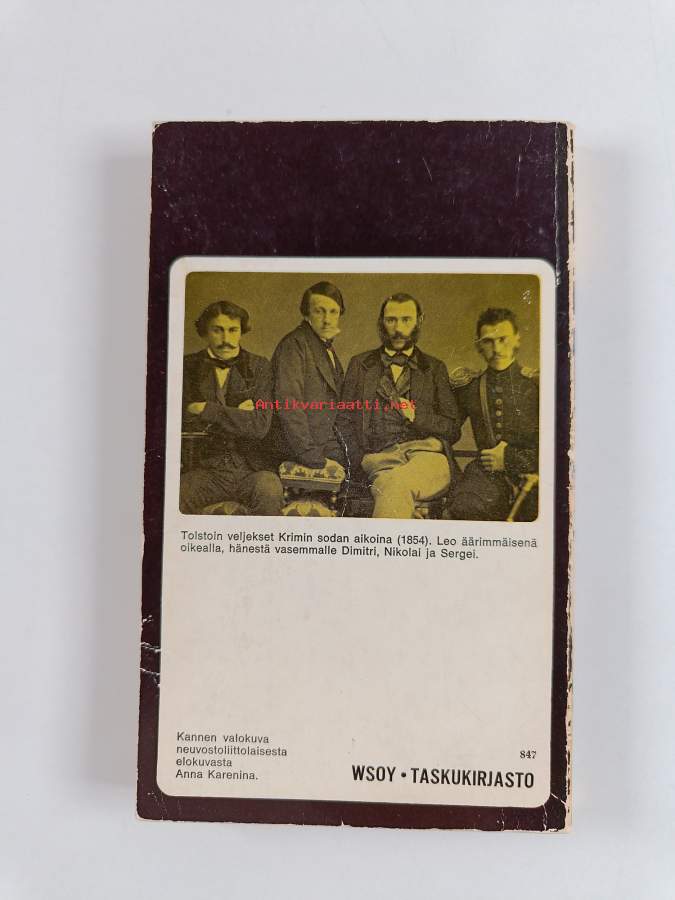 Antikvariaatti.net
Tolstoin veljekset Krimin sodan aikoina (1854). Leo äärimmäisenä
oikealla, hänestä vasemmalle Dimitri, Nikolai ja Sergei.
Kannen valokuva
neuvostoliittolaisesta
elokuvasta
Anna Karenina.
847
WSOY • TASKUKIRJASTO